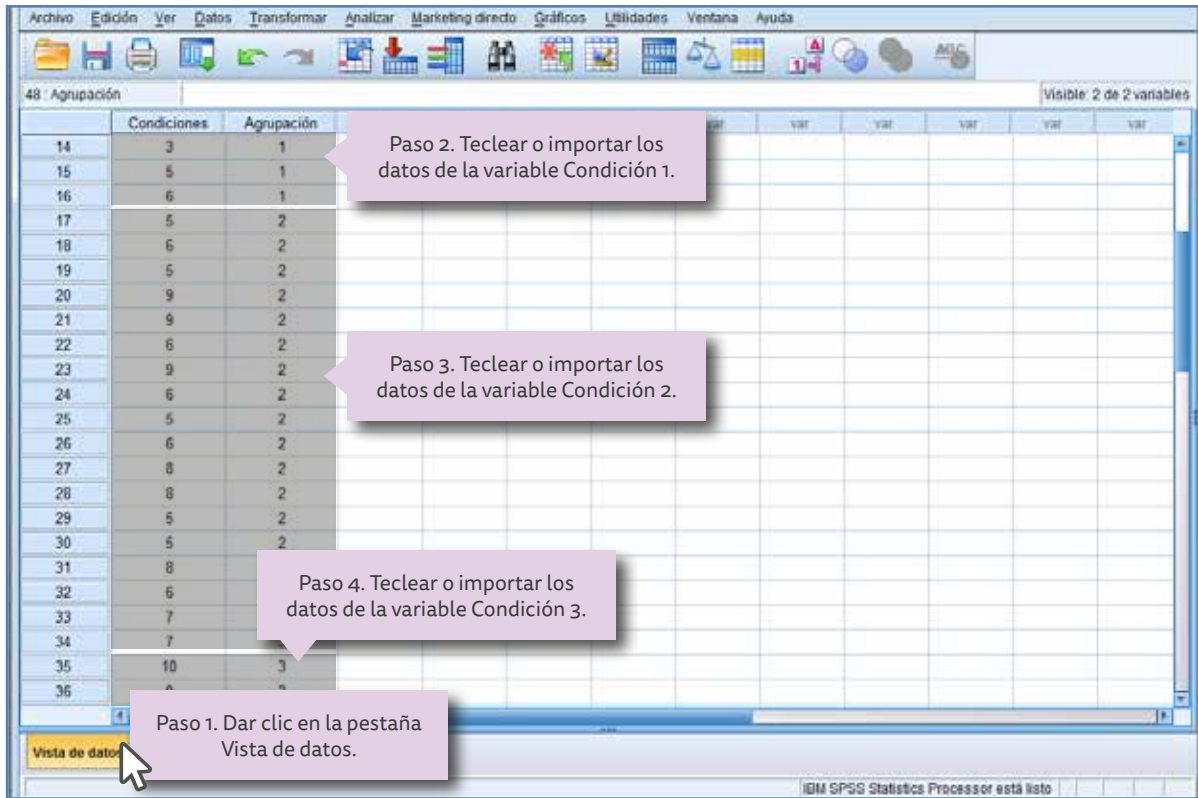 Archivo Edición Ver Datos Transformar Analizar Marketing directo Gráficos Utilidades Ventana Ayuda
48 : Agrupación
Visible: 2 de 2 variables
Condiciones Agrupación var var var var var var
14 3 1
15 5 1
16 6 1
17 5 2
18 6 2
19 5 2
20 9 2
21 9 2
22 6 2
23 9 2
24 6 2
25 5 2
26 6 2
27 8 2
28 8 2
29 5 2
30 5 2
31 8
32 6
33 7
34 7
35 10 3
36
Paso 2. Teclear o importar los
datos de la variable Condición 1.
Paso 3. Teclear o importar los
datos de la variable Condición 2.
Paso 4. Teclear o importar los
datos de la variable Condición 3.
Paso 1. Dar clic en la pestaña
Vista de datos.
Vista de datos
IBM SPSS Statistics Processor está listo